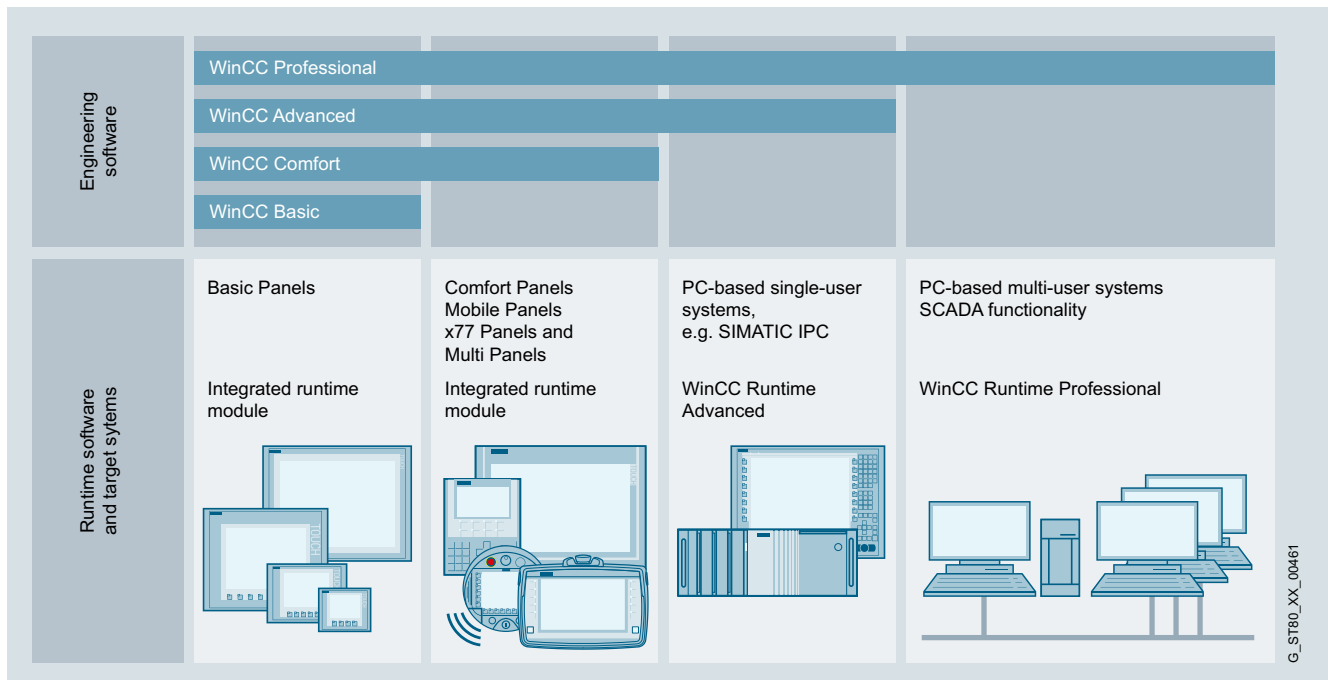 Engineering
software
WinCC Professional
WinCC Advanced
WinCC Comfort
WinCC Basic
Runtime software
and target sytems
Basic Panels
Integrated runtime
module
Comfort Panels
Mobile Panels
x77 Panels and
Multi Panels
Integrated runtime
module
PC-based single-user
systems,
e.g. SIMATIC IPC
WinCC Runtime
Advanced
PC-based multi-user systems
SCADA functionality
WinCC Runtime Professional
TOUCH
G_ST80_XX_00461